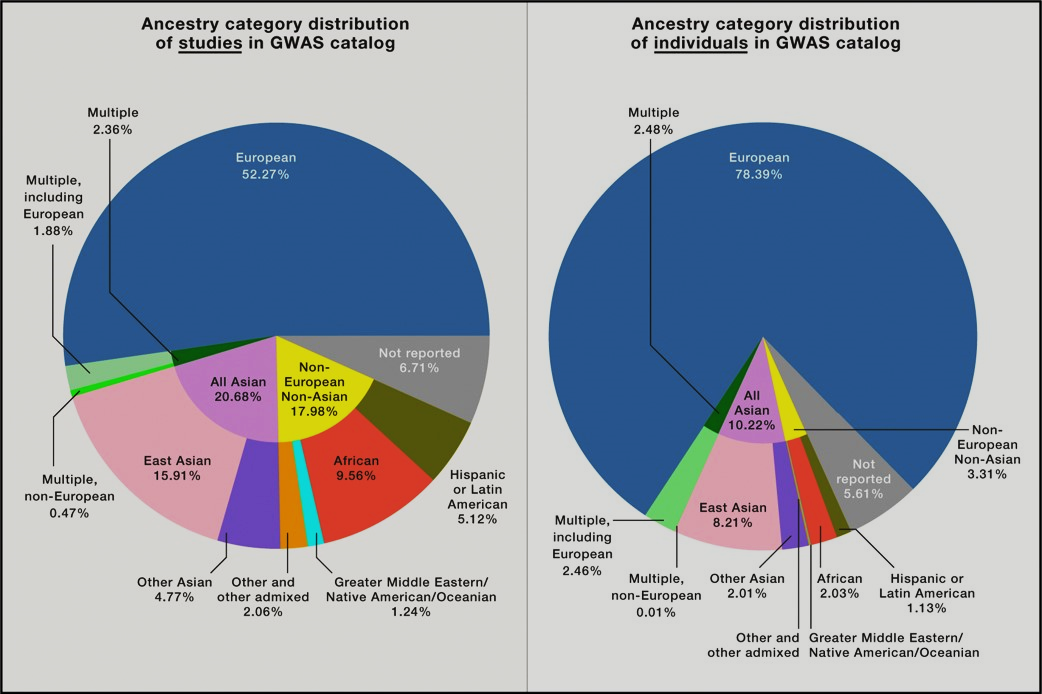 Ancestry category distribution
of studies in GWAS catalog
Multiple
2.36%
European
52.27%
Multiple,
including
European
1.88%
Not reported
6.71%
All Asian
20.68%
Non-
European
Non-Asian
17.98%
East Asian
15.91%
African
9.56%
Hispanic
or Latin
American
5.12%
Multiple,
non-European
0.47%
Other Asian
4.77%
Other and
other admixed
2.06%
Greater Middle Eastern/
Native American/Oceanian
1.24%
Ancestry category distribution
of individuals in GWAS catalog
Multiple
2.48%
European
78.39%
All
Asian
10.22%
Non-
European
Non-Asian
3.31%
Not
reported
5.61%
East Asian
8.21%
Multiple,
including
European
2.46%
Multiple,
non-European
0.01%
Other Asian
2.01%
African
2.03%
Hispanic or
Latin American
1.13%
Other and
other admixed
Greater Middle Eastern/
Native American/Oceanian